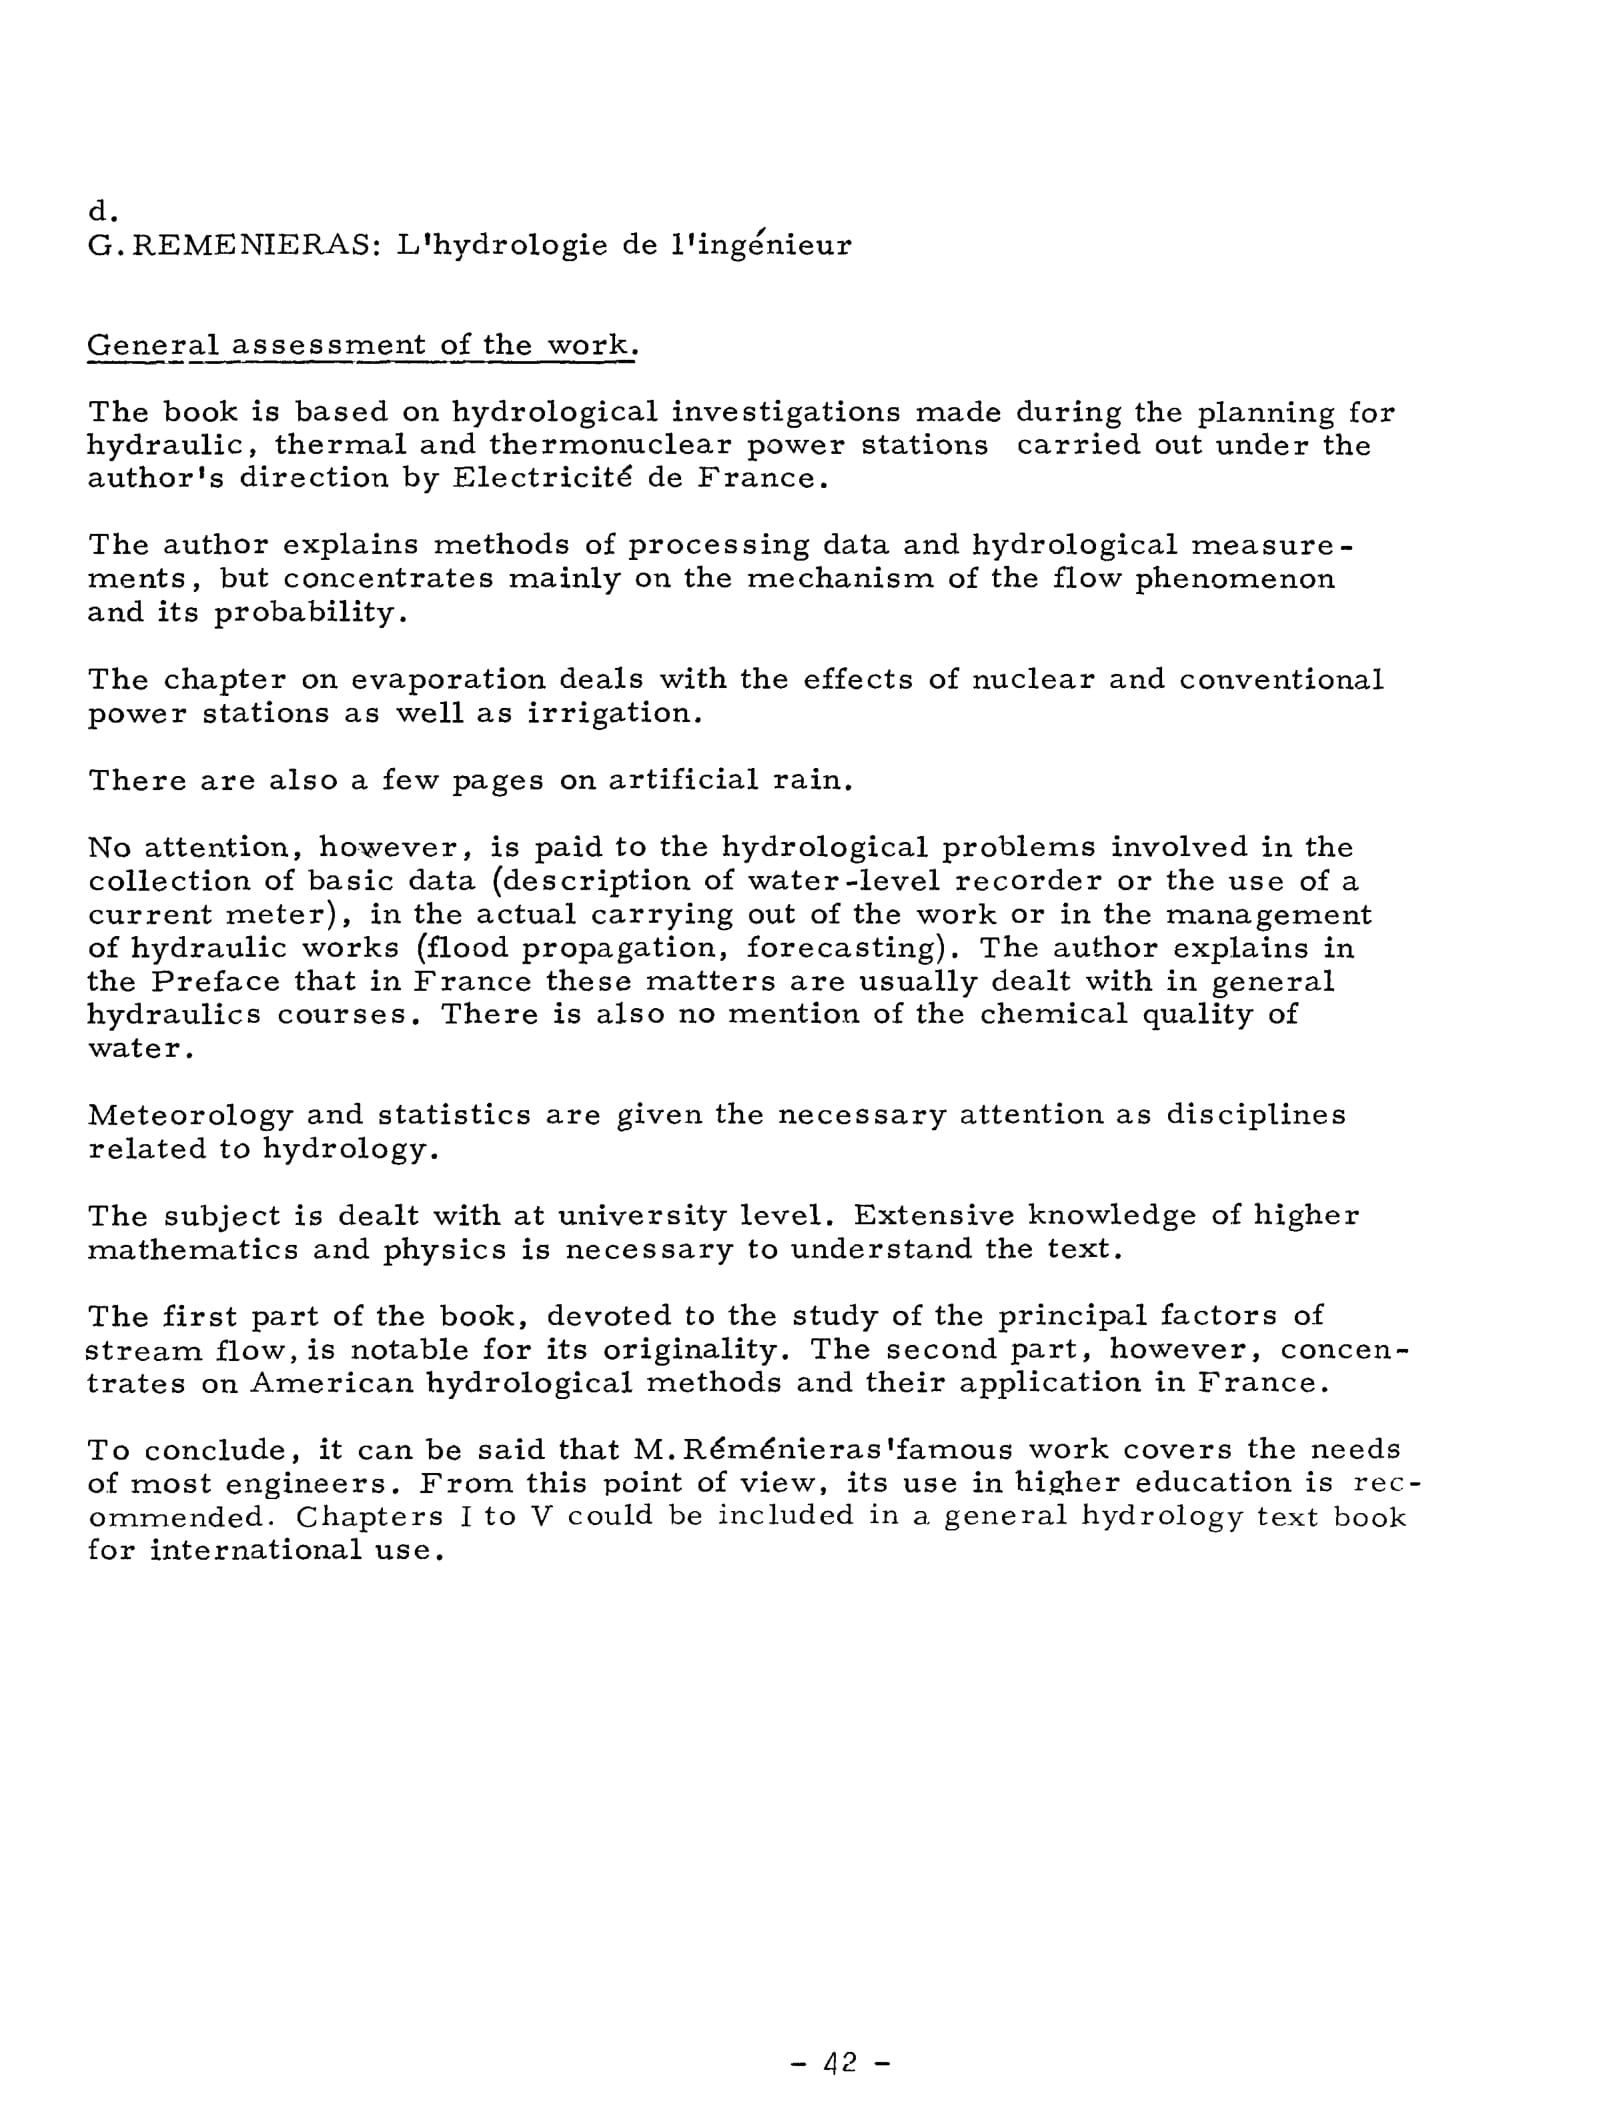 d.
G. REMENIERAS: L'hydrologie de l'ingénieur
General assessment of the work.
The book is based on hydrological investigations made during the planning for
hydraulic, thermal and thermonuclear power stations carried out under the
author's direction by Electricité de France.
The author explains methods of processing data and hydrological measure-
ments, but concentrates mainly on the mechanism of the flow phenomenon
and its probability.
The chapter on evaporation deals with the effects of nuclear and conventional
power stations as well as irrigation.
There are also a few pages on artificial rain.
No attention, however, is paid to the hydrological problems involved in the
collection of basic data (description of water-level recorder or the use of a
current meter), in the actual carrying out of the work or in the management
of hydraulic works (flood propagation, forecasting). The author explains in
the Preface that in France these matters are usually dealt with in general
hydraulics courses. There is also no mention of the chemical quality of
water.
Meteorology and statistics are given the necessary attention as disciplines
related to hydrology.
The subject is dealt with at university level. Extensive knowledge of higher
mathematics and physics is necessary to understand the text.
The first part of the book, devoted to the study of the principal factors of
stream flow, is notable for its originality. The second part, however, concen-
trates on American hydrological methods and their application in France.
To conclude, it can be said that M. Réménieras'famous work covers the needs
of most engineers. From this point of view, its use in higher education is rec-
ommended. Chapters I to V could be included in a general hydrology text book
for international use.
- 42 -